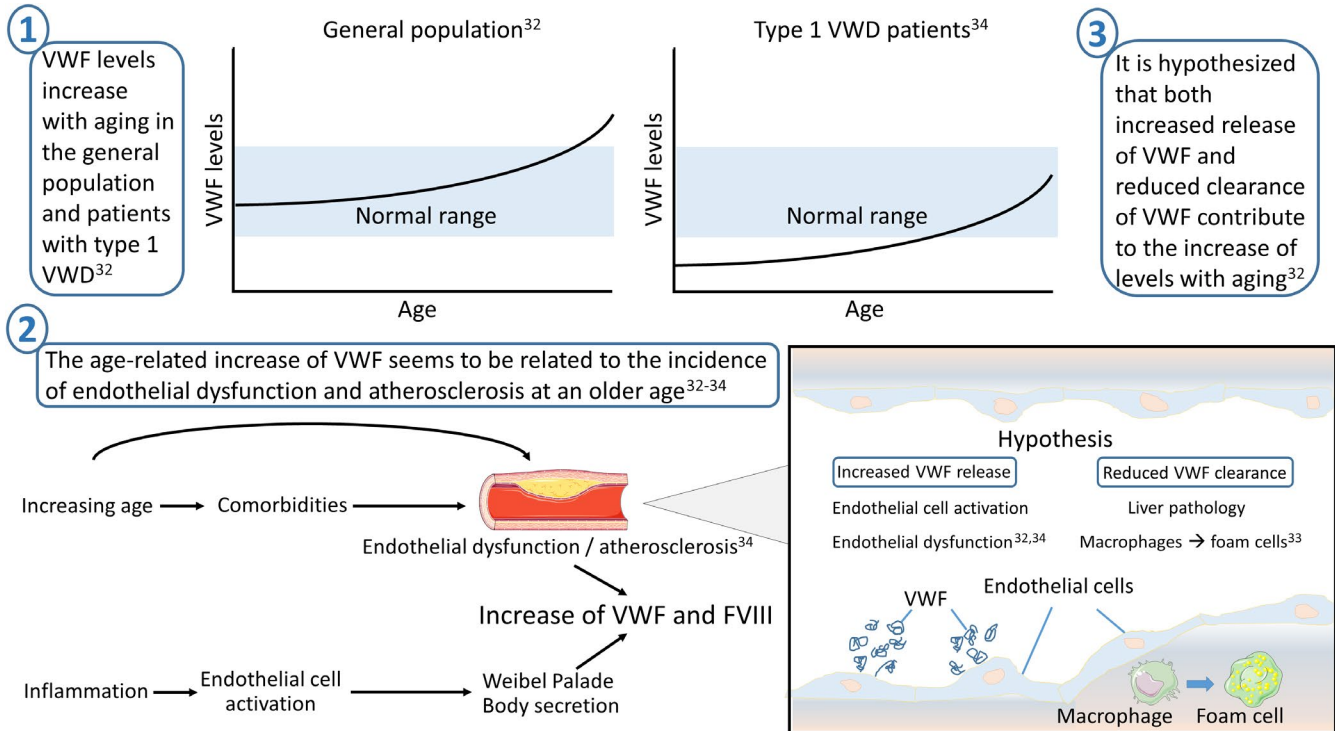 1
VWF levels
increase
with aging in
the general
population
and patients
with type 1
VWD32
General population32
VWF levels
Normal range
Age
Type 1 VWD patients34
VWF levels
Normal range
Age
3
It is hypothesized
that both
increased release
of VWF and
reduced clearance
of VWF contribute
to the increase of
levels with aging32
2
The age-related increase of VWF seems to be related to the incidence
of endothelial dysfunction and atherosclerosis at an older age32-34
Increasing age
Comorbidities
Endothelial dysfunction / atherosclerosis34
Increase of VWF and FVIII
Inflammation
Endothelial cell
activation
Weibel Palade
Body secretion
Hypothesis
Increased VWF release
Endothelial cell activation
Endothelial dysfunction32,34
Reduced VWF clearance
Liver pathology
Macrophages → foam cells33
VWF
Endothelial cells
Macrophage
Foam cell